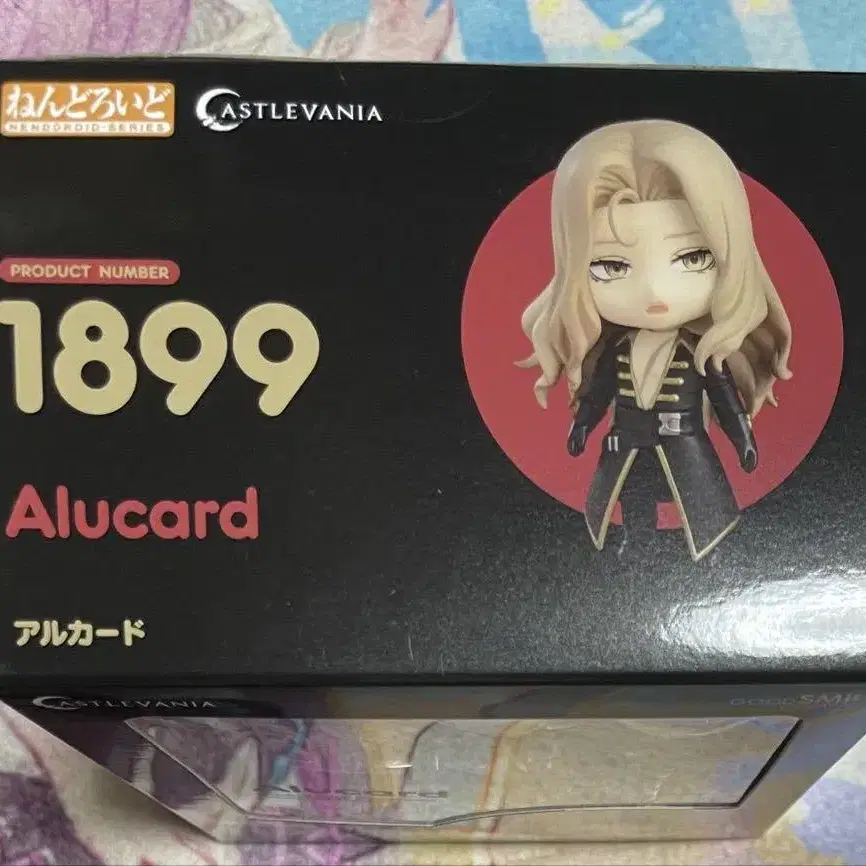 ねんどろいど
NENDOROID SERIES
CASTLEVANIA
PRODUCT NUMBER
1899
Alucard
アルカード
CASTLEVANIA